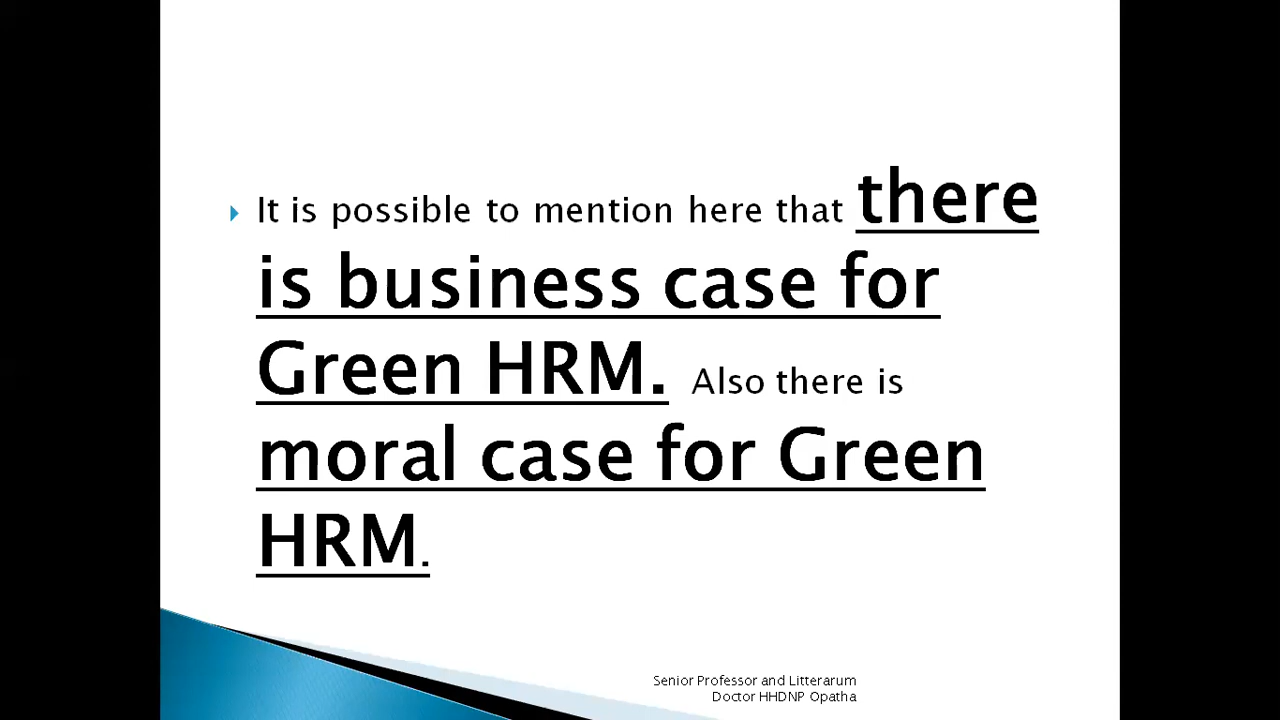 It is possible to mention here that there
is business case for
Green HRM. Also there is
moral case for Green
HRM.
Senior Professor and Litterarum
Doctor HHDNP Opatha